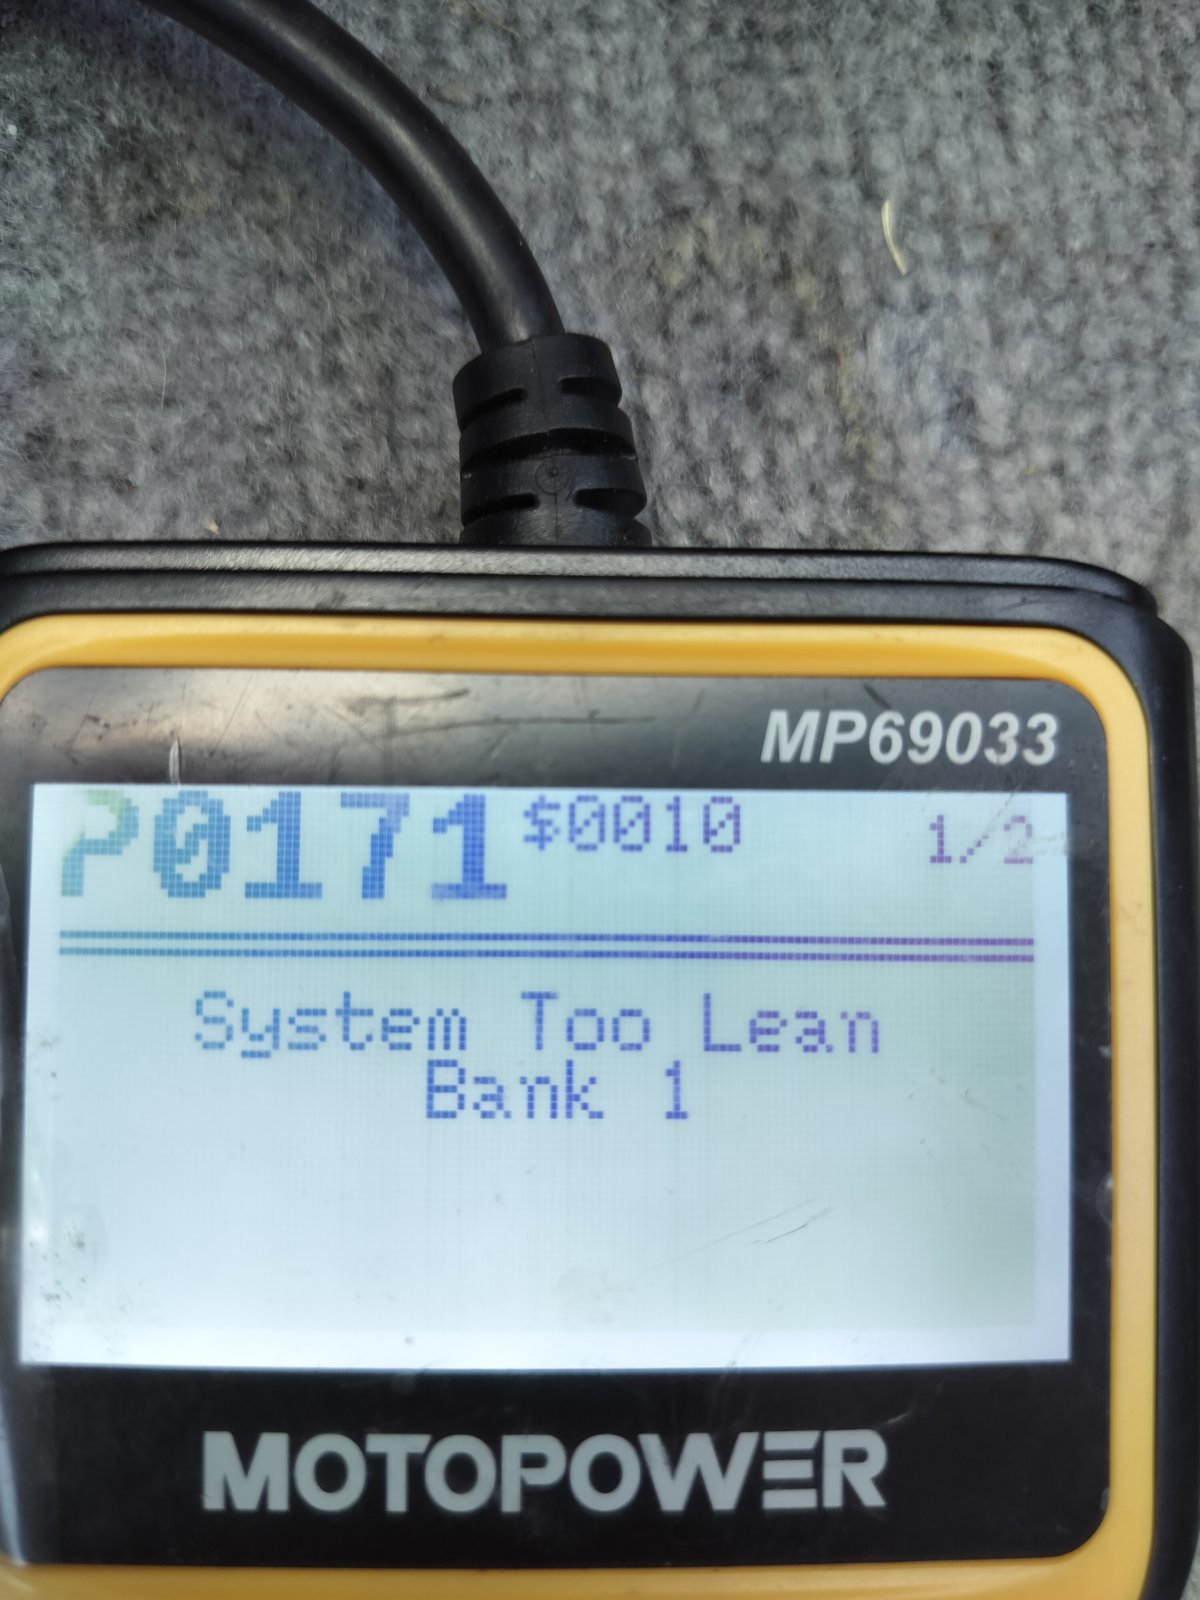 MP69033
P0171 $0010 1/2
System Too Lean
Bank 1
MOTOPOWER